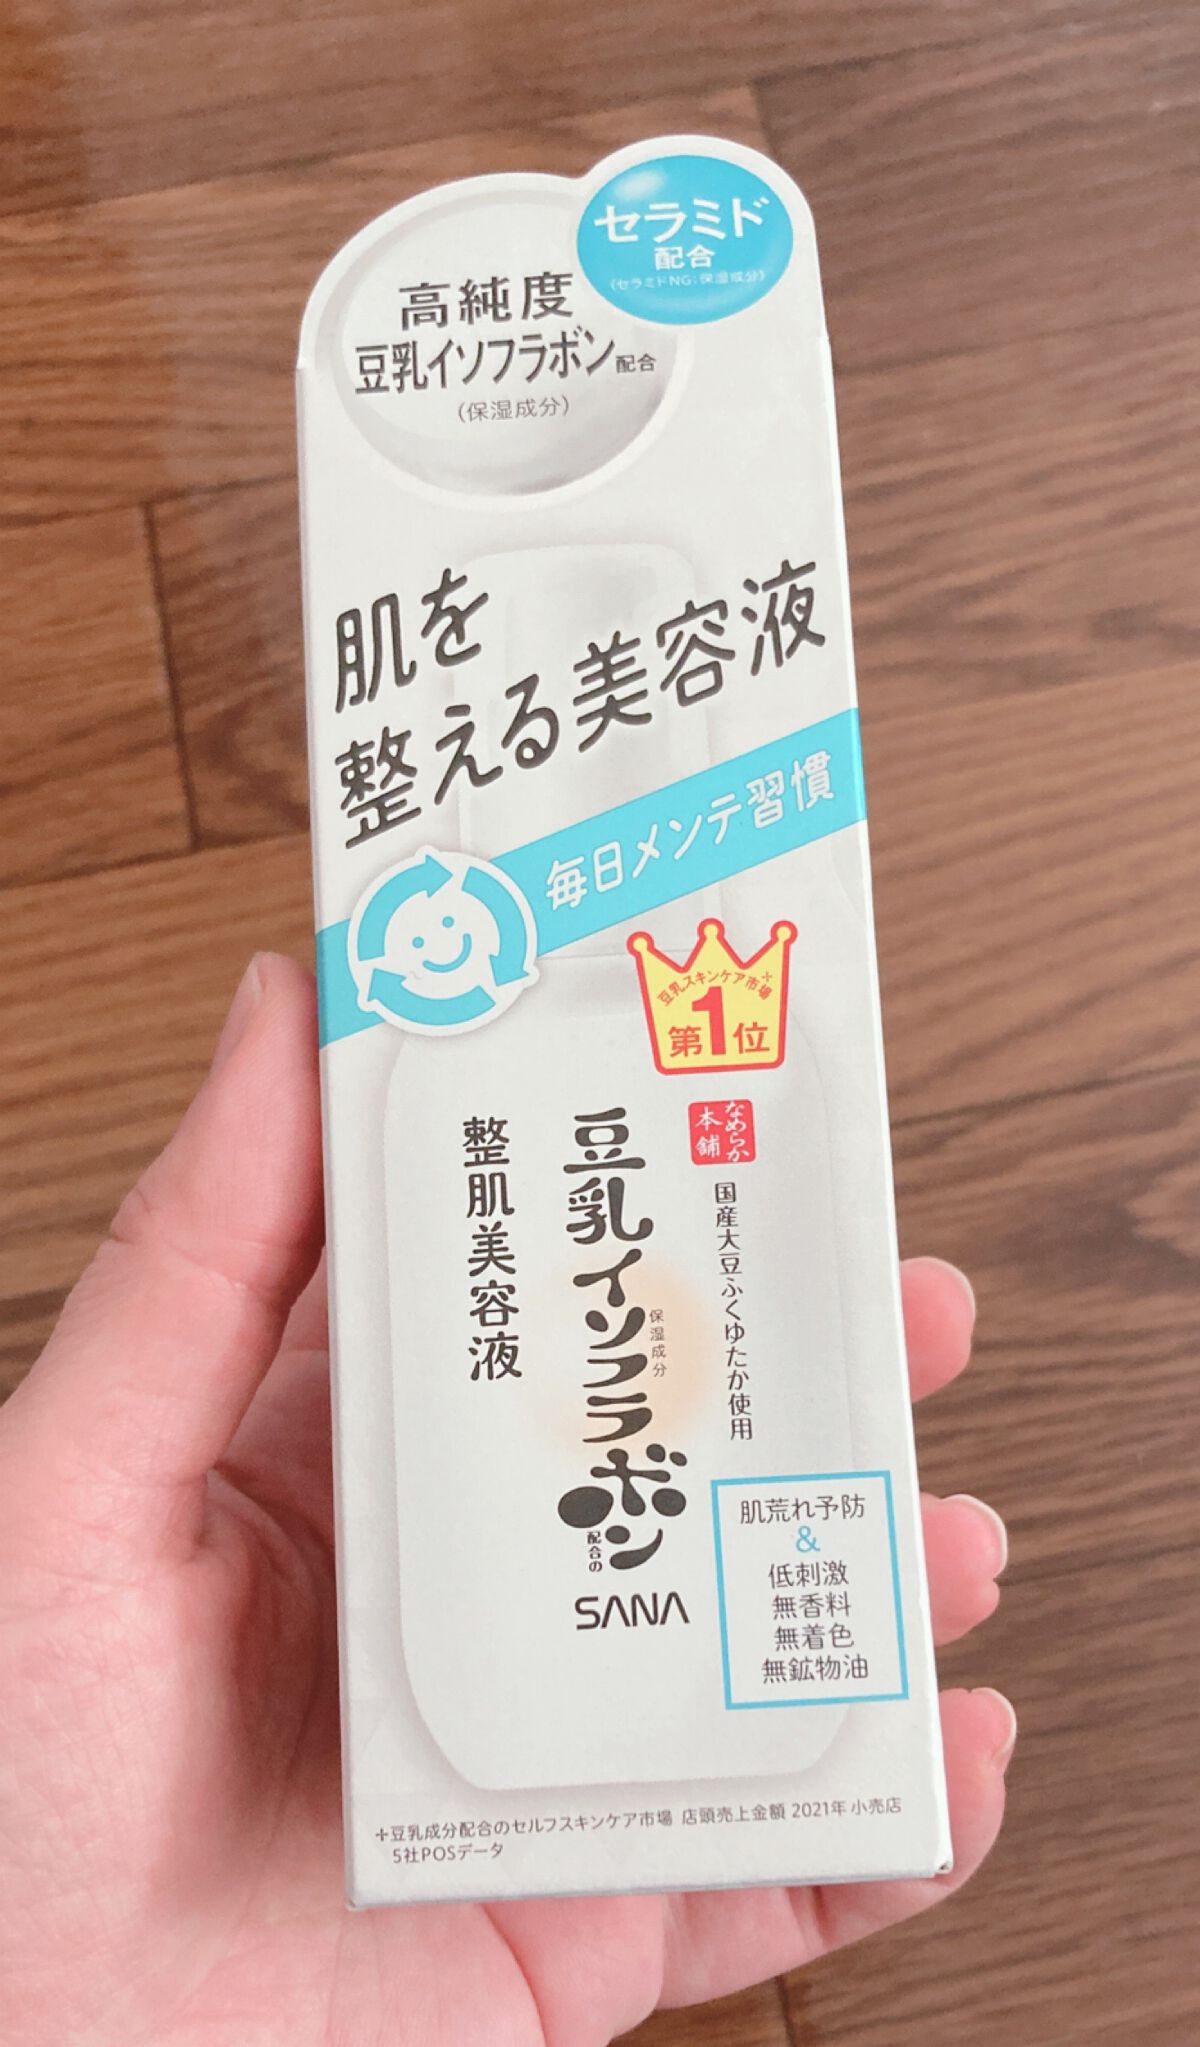 セラミド
配合
(セラミドNG:保湿成分)
高純度
豆乳イソフラボン配合
(保湿成分)
肌を
整える美容液
毎日メンテ習慣
豆乳スキンケア市場※
第1位
なめらか
本舗
国産大豆ふくゆたか使用
豆乳イソフラボン
保湿成分
配合の
整肌美容液
SANA
肌荒れ予防
&
低刺激
無香料
無着色
無鉱物油
※豆乳成分配合のセルフスキンケア市場 店頭売上金額 2021年 小売店
5社POSデータ